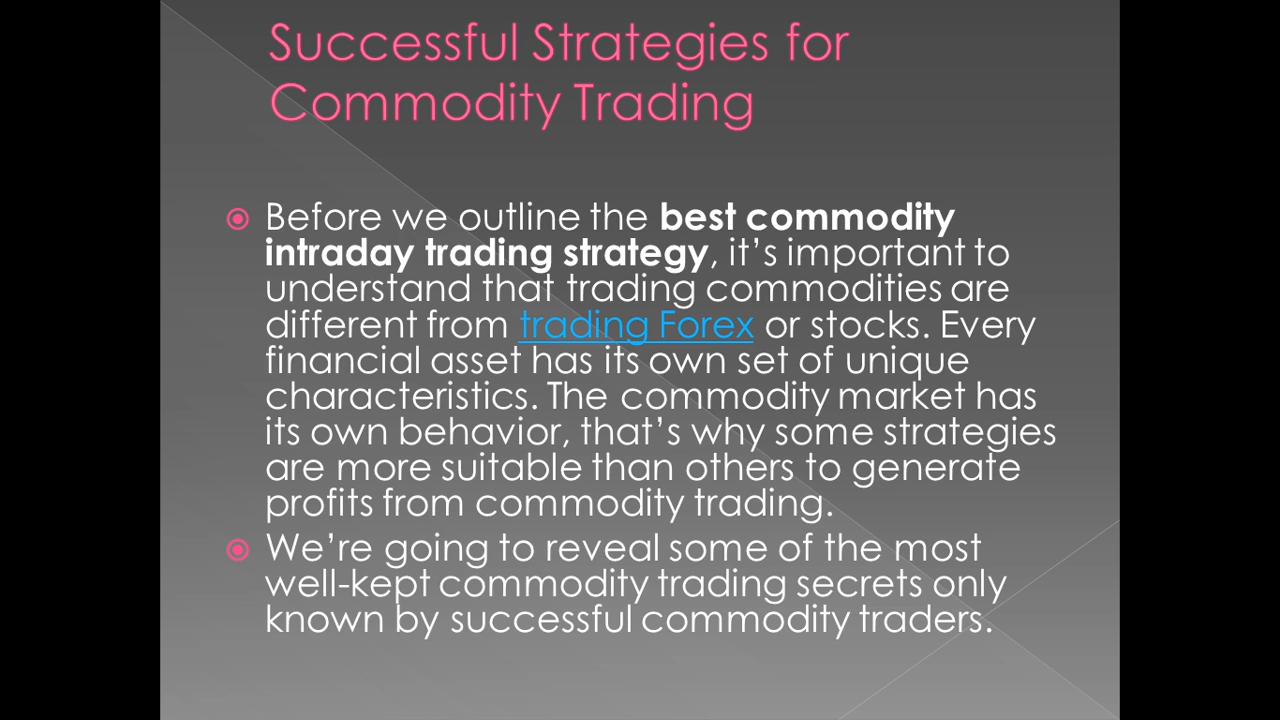 Successful Strategies for
Commodity Trading
Before we outline the best commodity
intraday trading strategy, it’s important to
understand that trading commodities are
different from trading Forex or stocks. Every
financial asset has its own set of unique
characteristics. The commodity market has
its own behavior, that’s why some strategies
are more suitable than others to generate
profits from commodity trading.
We’re going to reveal some of the most
well-kept commodity trading secrets only
known by successful commodity traders.